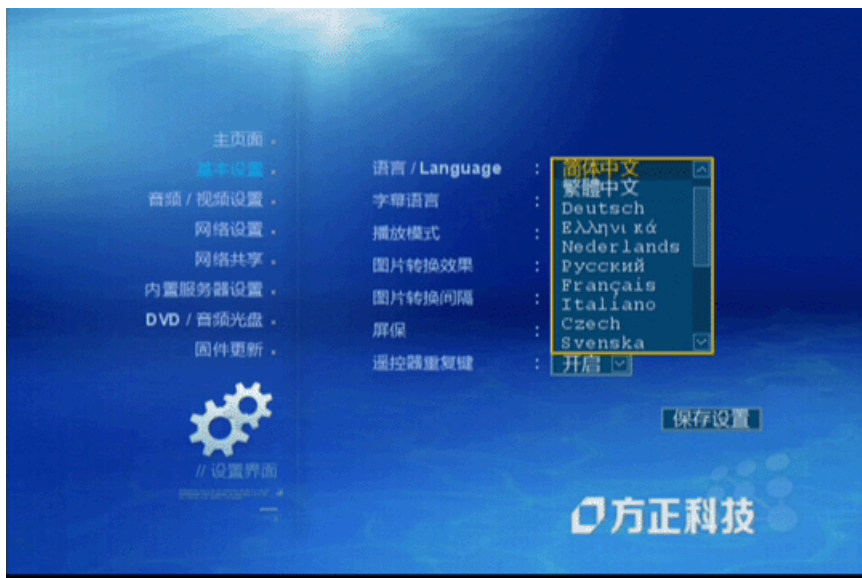 主页面
基本设置
音频 / 视频设置
网络设置
网络共享
内置服务器设置
DVD / 音频光盘
固件更新
// 设置界面
语言 / Language :
字幕语言 :
播放模式 :
图片转换效果 :
图片转换间隔 :
屏保 :
遥控器重复键 : 开启
简体中文
繁體中文
Deutsch
Ελληνικά
Nederlands
Русский
Français
Italiano
Czech
Svenska
保存设置
方正科技